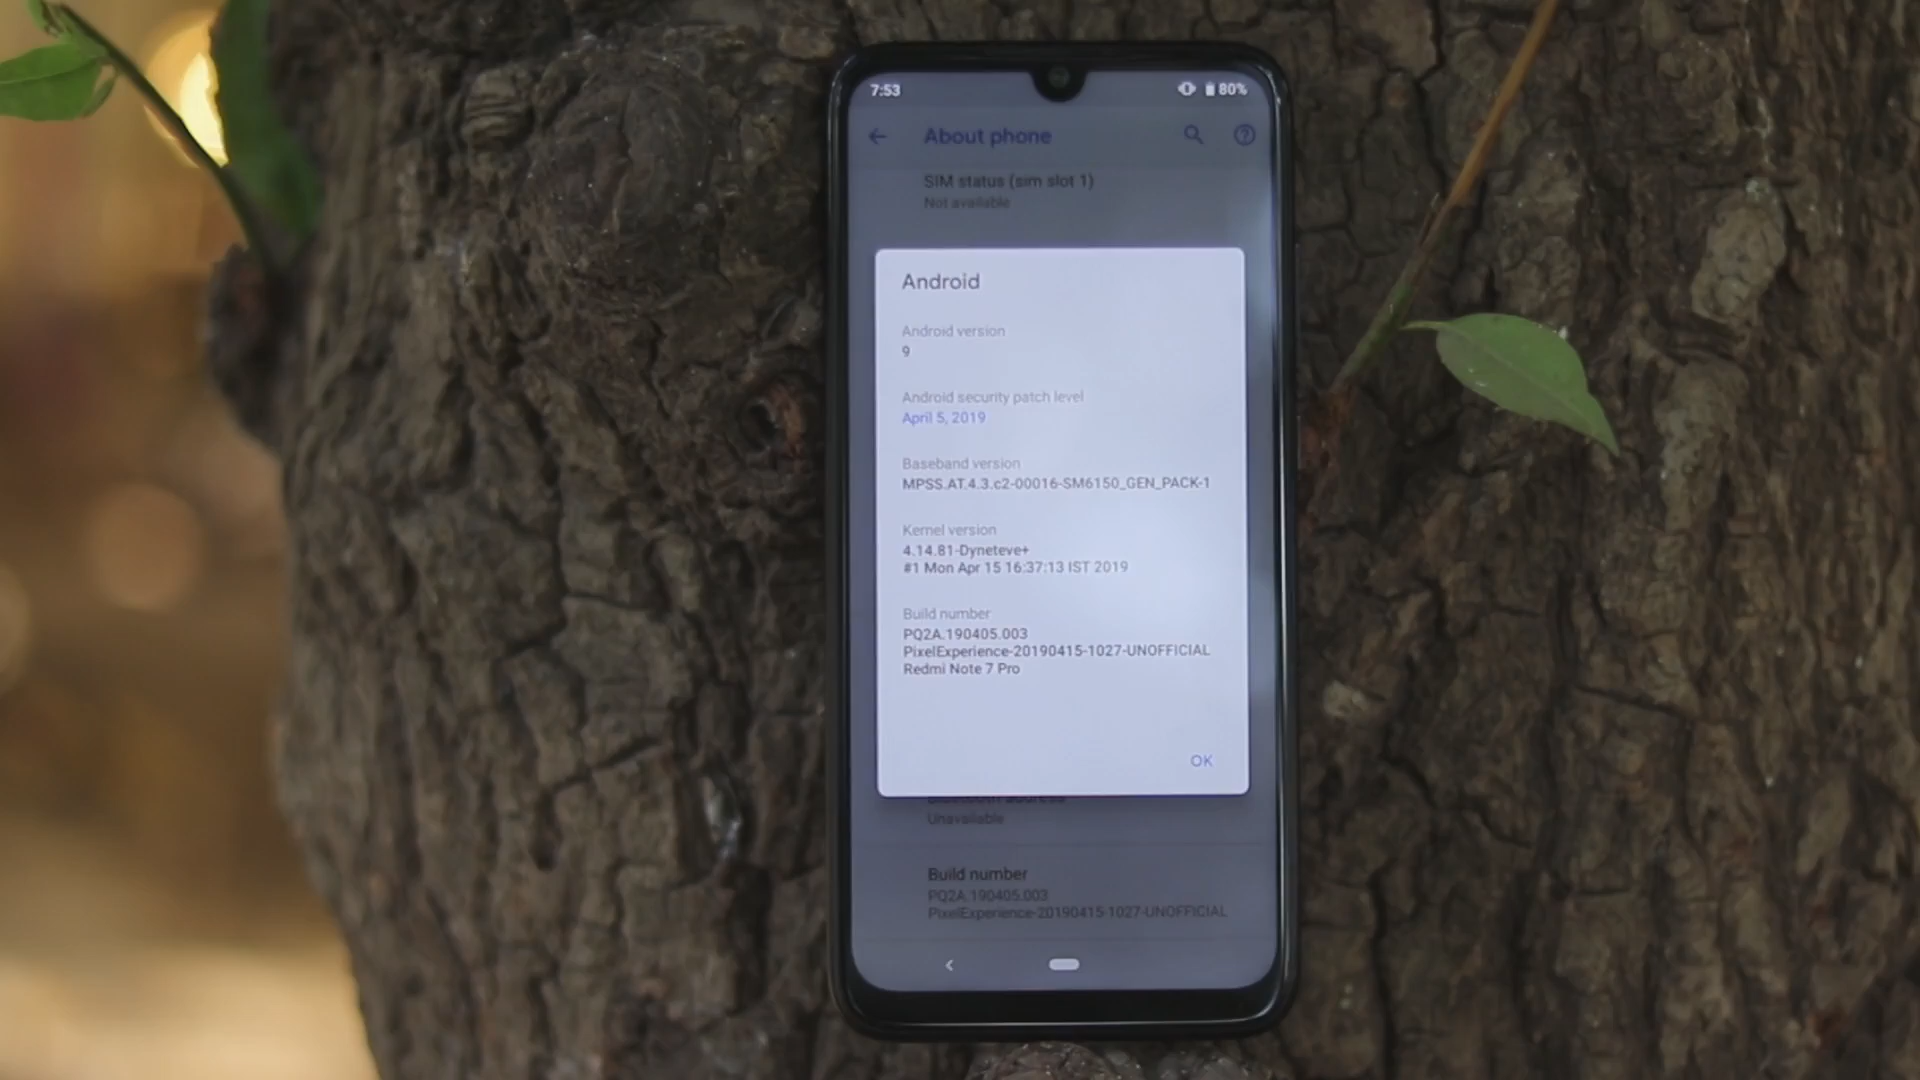 7:53
80%
About phone
SIM status (sim slot 1)
Not available
Android
Android version
9
Android security patch level
April 5, 2019
Baseband version
MPSS.AT.4.3.c2-00016-SM6150_GEN_PACK-1
Kernel version
4.14.81-Dyneteve+
#1 Mon Apr 15 16:37:13 IST 2019
Build number
PQ2A.190405.003
PixelExperience-20190415-1027-UNOFFICIAL
Redmi Note 7 Pro
OK
Bluetooth address
Unavailable
Build number
PQ2A.190405.003
PixelExperience-20190415-1027-UNOFFICIAL